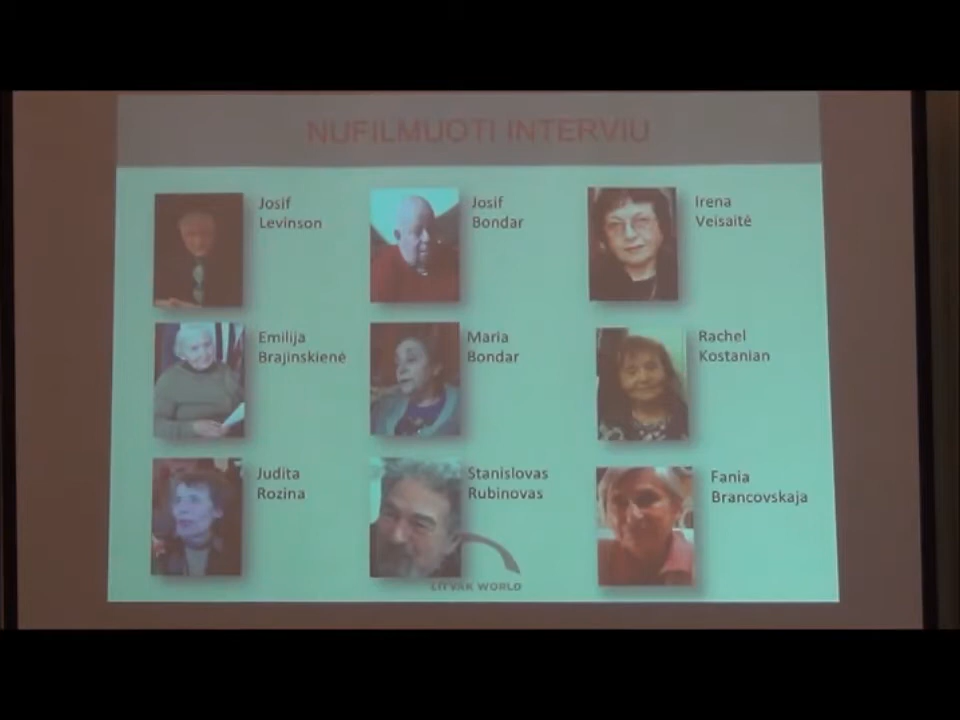 NUFILMUOTI INTERVIU
Josif
Levinson
Josif
Bondar
Irena
Veisaitė
Emilija
Brajinskienė
Maria
Bondar
Rachel
Kostanian
Judita
Rozina
Stanislovas
Rubinovas
Fania
Brancovskaja
LITVAK WORLD